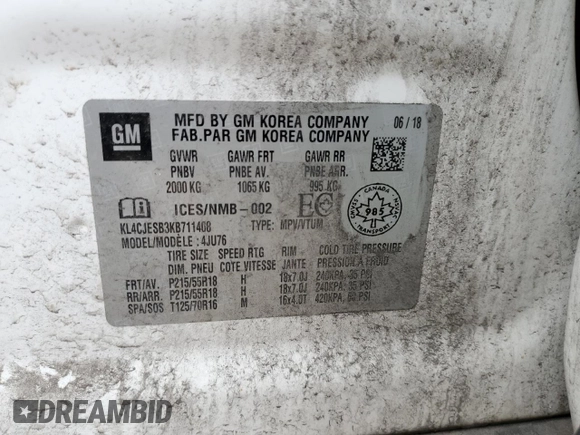 GM
MFD BY GM KOREA COMPANY 06/18
FAB.PAR GM KOREA COMPANY
GVWR GAWR FRT GAWR RR
PNBV PNBE AV. PNBE ARR.
2000 KG 1065 KG 995 KG
ICES/NMB-002
KL4CJESB3KB711408 TYPE: MPV/VTUM
CANADA
985
TRANSPORT
MODEL/MODÈLE: 4JU76
TIRE SIZE SPEED RTG RIM COLD TIRE PRESSURE
DIM. PNEU COTE VITESSE JANTE PRESSION A FROID
FRT/AV. P215/55R18 H 18x7.0J 240KPA, 35 PSI
RR/ARR. P215/55R18 H 18x7.0J 240KPA, 35 PSI
SPA/SOS T125/70R16 M 16x4.0T 420KPA, 60 PSI
DREAMBID